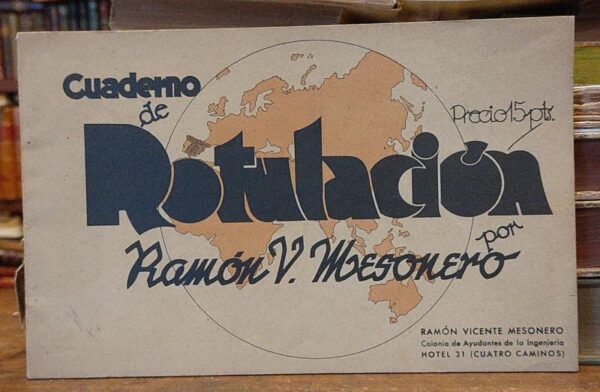 Cuaderno
de
Precio 15 pts.
Rotulación
por
Ramón V. Mesonero
RAMÓN VICENTE MESONERO
Colonia de Ayudantes de la Ingeniería
HOTEL 31 (CUATRO CAMINOS)